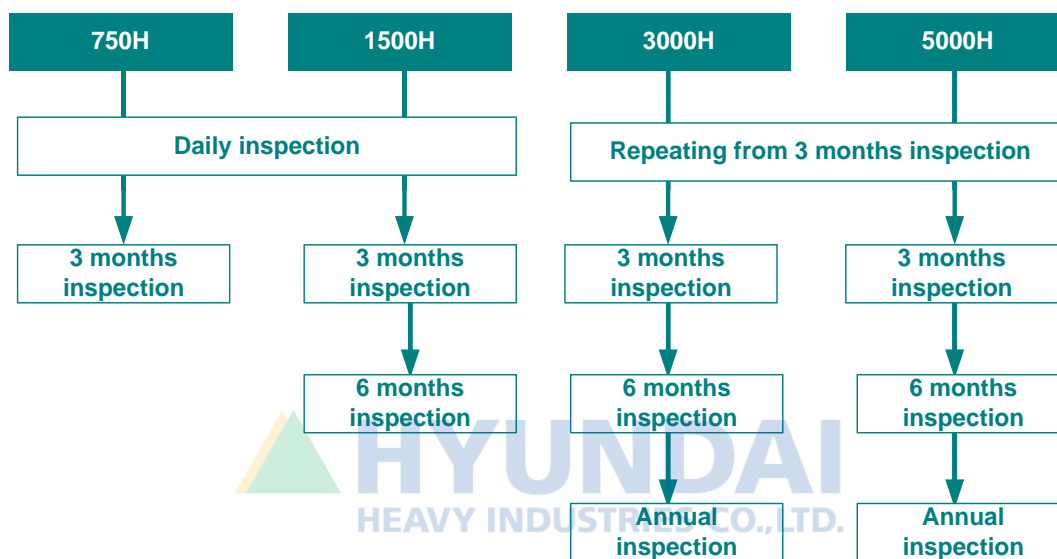 750H
1500H
3000H
5000H
Daily inspection
Repeating from 3 months inspection
3 months
inspection
3 months
inspection
3 months
inspection
3 months
inspection
6 months
inspection
6 months
inspection
6 months
inspection
HYUNDAI
HEAVY INDUSTRIES CO.,LTD.
Annual
inspection
Annual
inspection